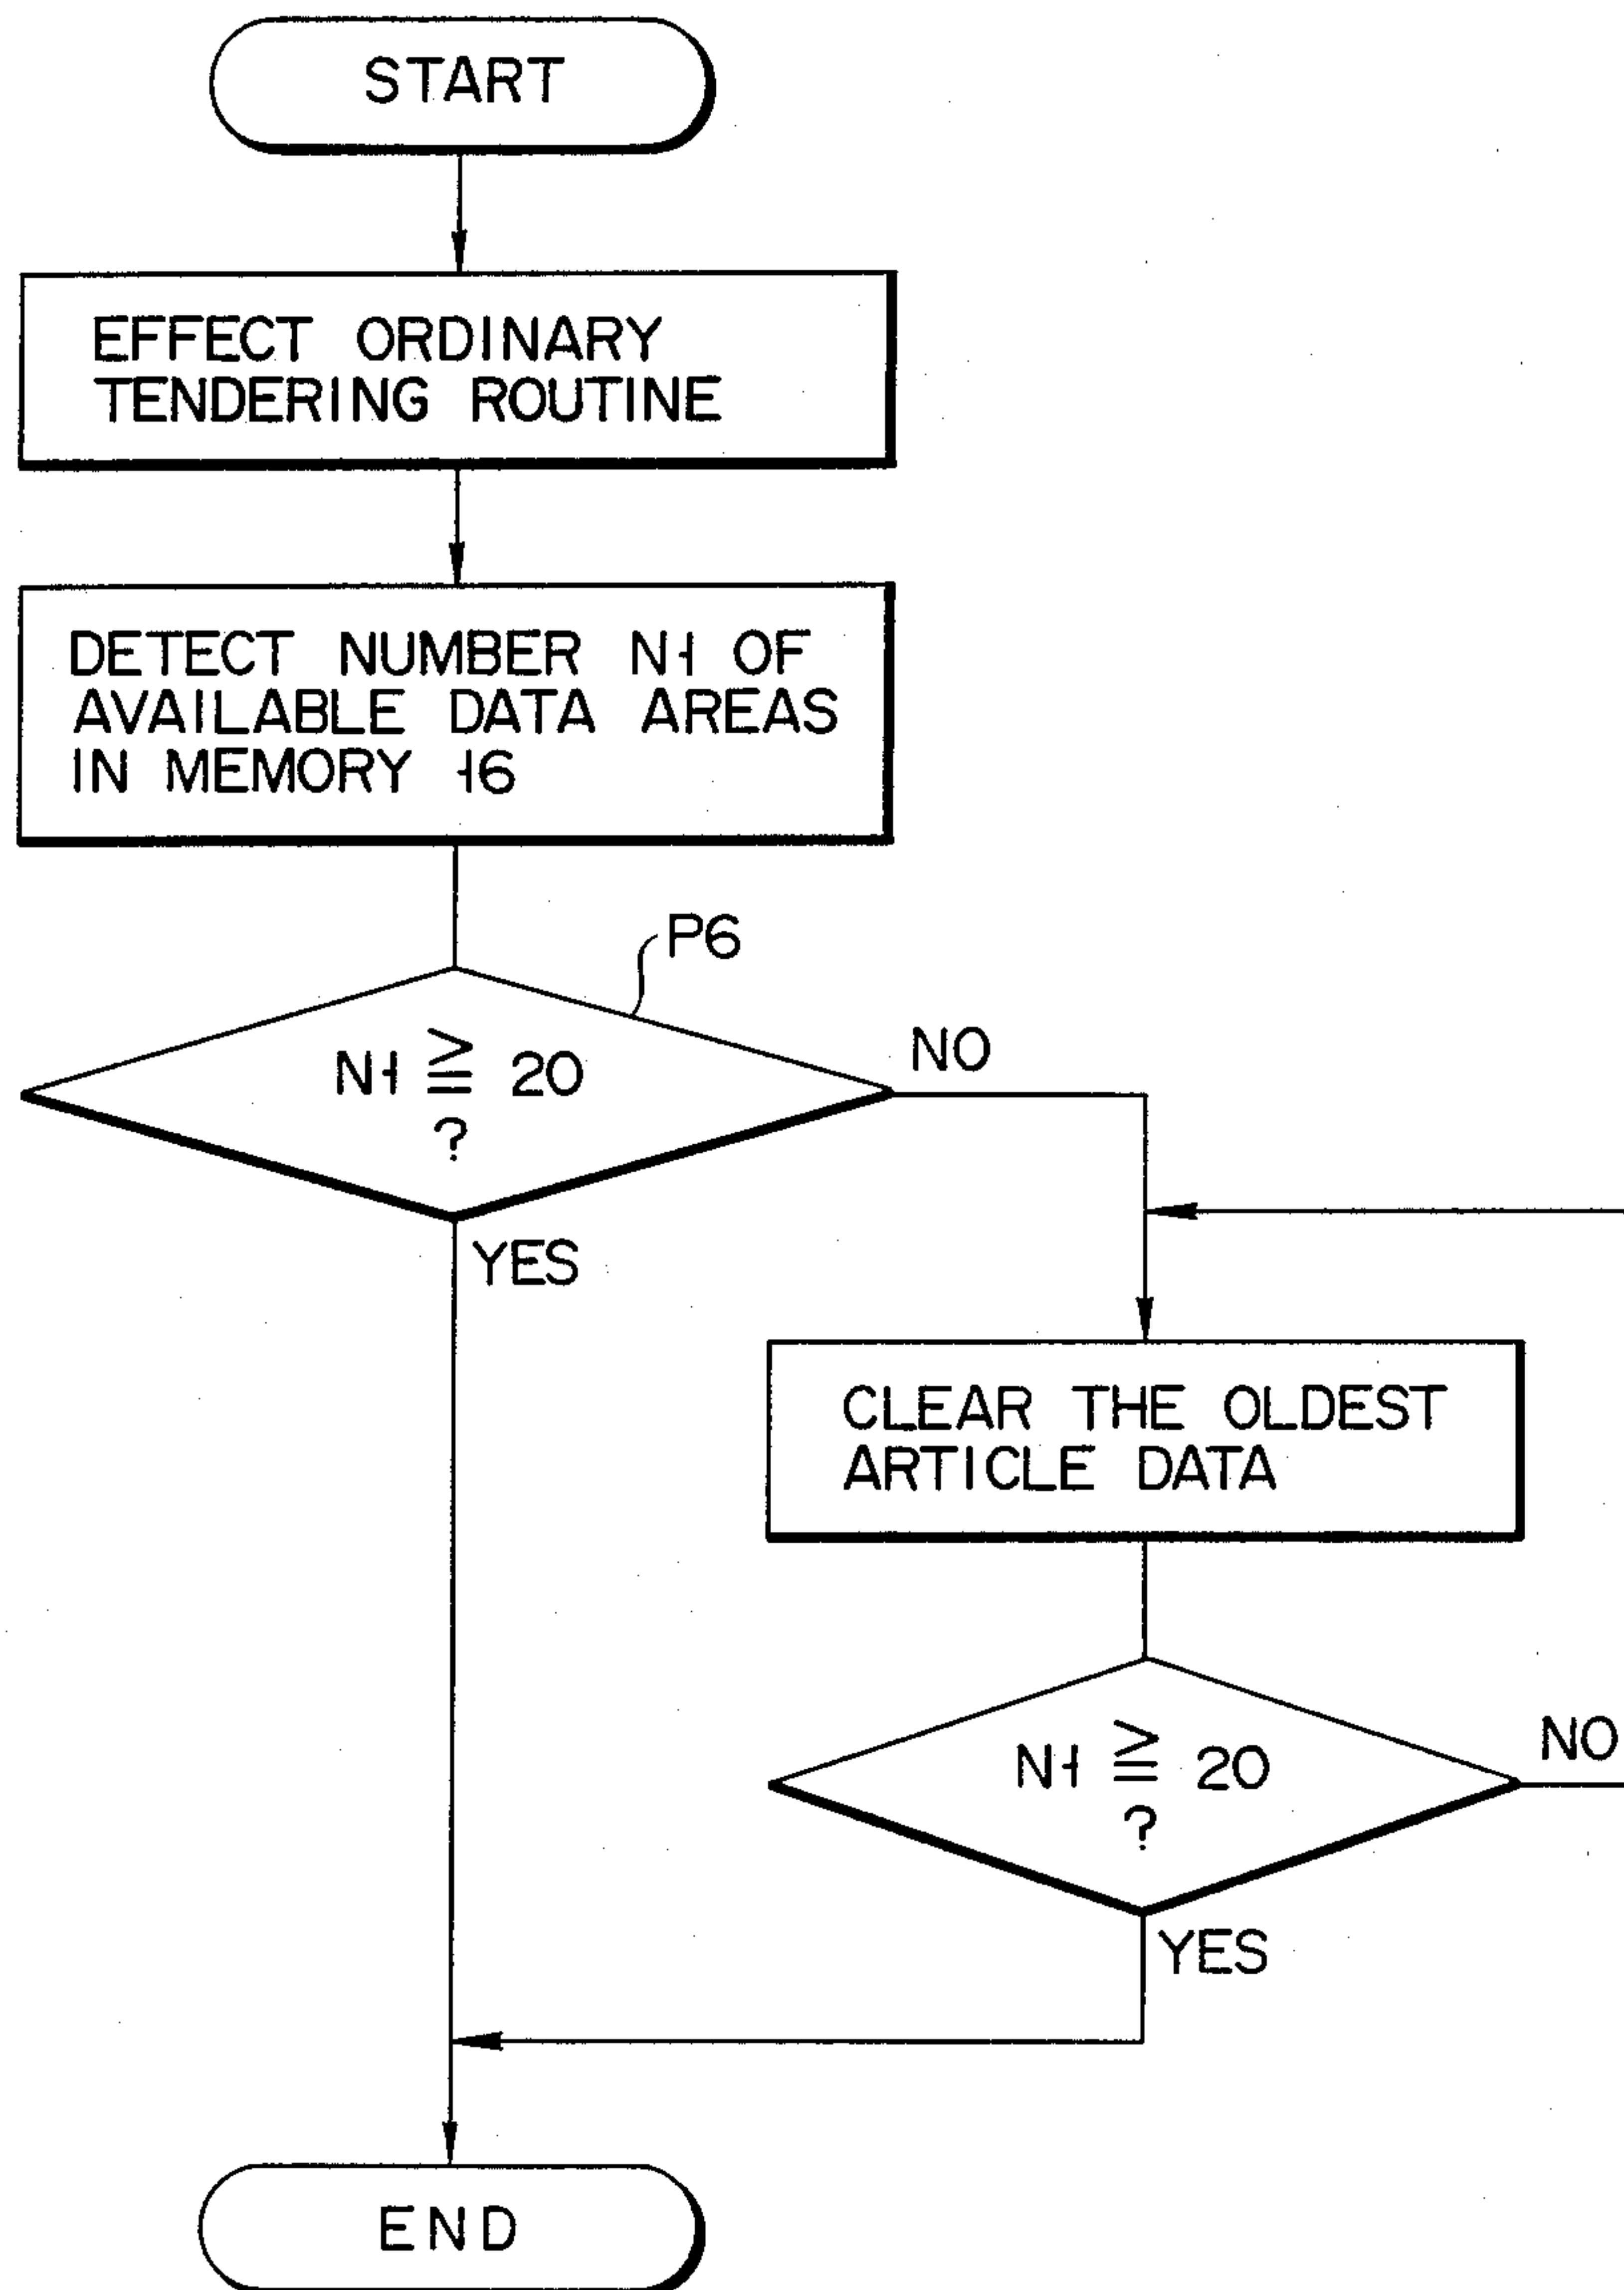 START
EFFECT ORDINARY
TENDERING ROUTINE
DETECT NUMBER N1 OF
AVAILABLE DATA AREAS
IN MEMORY 16
P6
N1 ≧ 20
?
NO
YES
CLEAR THE OLDEST
ARTICLE DATA
N1 ≧ 20
?
NO
YES
END